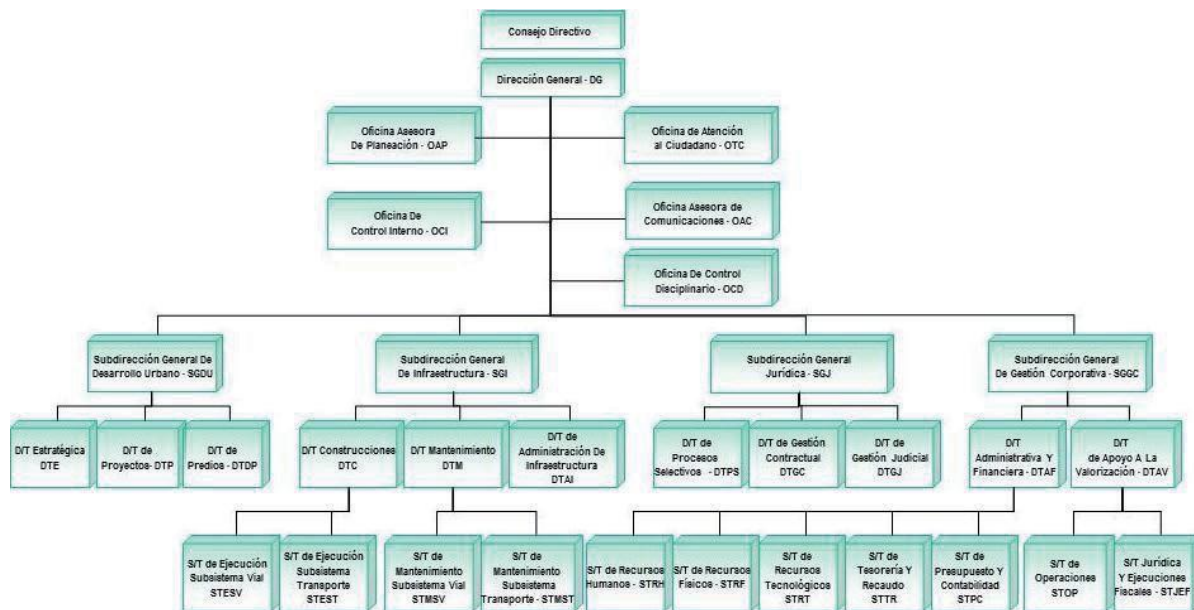 Consejo Directivo
Dirección General - DG
Oficina Asesora
De Planeación - OAP
Oficina de Atención
al Ciudadano - OTC
Oficina De
Control Interno - OCI
Oficina Asesora de
Comunicaciones - OAC
Oficina De Control
Disciplinario - OCD
Subdirección General De
Desarrollo Urbano - SGDU
Subdirección General
De Infraestructura - SGI
Subdirección General
Jurídica - SGJ
Subdirección General
De Gestión Corporativa - SGGC
D/T Estratégica
DTE
D/T de
Proyectos- DTP
D/T de
Predios - DTDP
D/T Construcciones
DTC
D/T Mantenimiento
DTM
D/T de
Administración De
Infraestructura
DTAI
D/T de
Procesos
Selectivos - DTPS
D/T de Gestión
Contractual
DTGC
D/T de
Gestión Judicial
DTGJ
D/T
Administrativa Y
Financiera - DTAF
D/T
de Apoyo A La
Valorización - DTAV
S/T de Ejecución
Subsistema Vial
STESV
S/T de Ejecución
Subsistema
Transporte
STEST
S/T de
Mantenimiento
Subsistema Vial
STMSV
S/T de
Mantenimiento
Subsistema
Transporte - STMST
S/T de Recursos
Humanos - STRH
S/T de Recursos
Físicos - STRF
S/T de
Recursos
Tecnológicos
STRT
S/T de
Tesorería Y
Recaudo
STTR
S/T de
Presupuesto Y
Contabilidad
STPC
S/T de
Operaciones
STOP
S/T Jurídica
Y Ejecuciones
Fiscales - STJEF